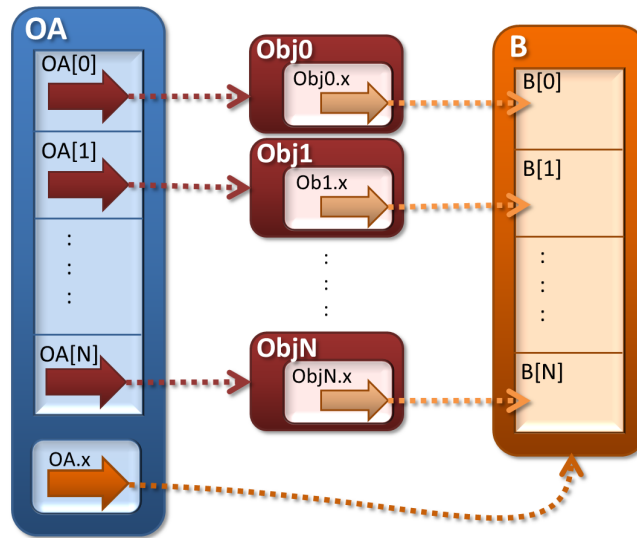 OA
OA[0]
OA[1]
:
:
OA[N]
OA.x
Obj0
Obj0.x
Obj1
Ob1.x
:
:
ObjN
ObjN.x
B
B[0]
B[1]
:
:
B[N]